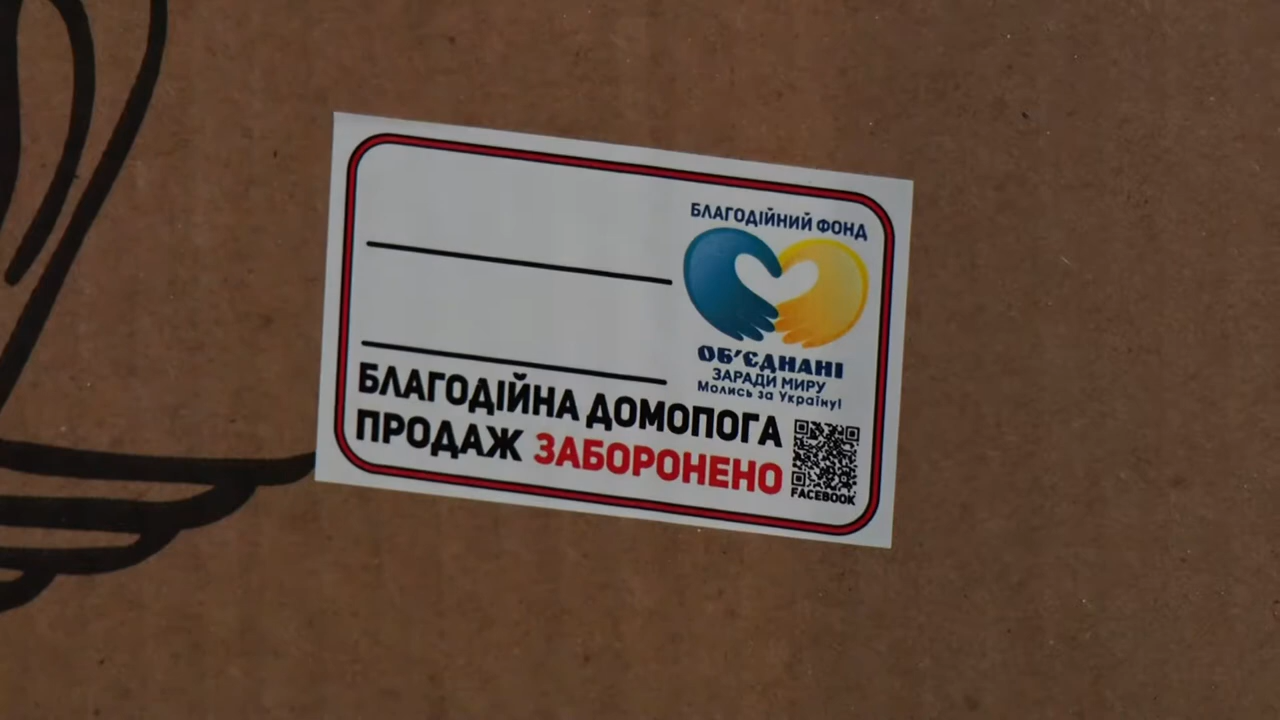 БЛАГОДІЙНИЙ ФОНД
ОБ'ЄДНАНІ
ЗАРАДИ МИРУ
Молись за Україну!
БЛАГОДІЙНА ДОМОПОГА
ПРОДАЖ ЗАБОРОНЕНО
FACEBOOK